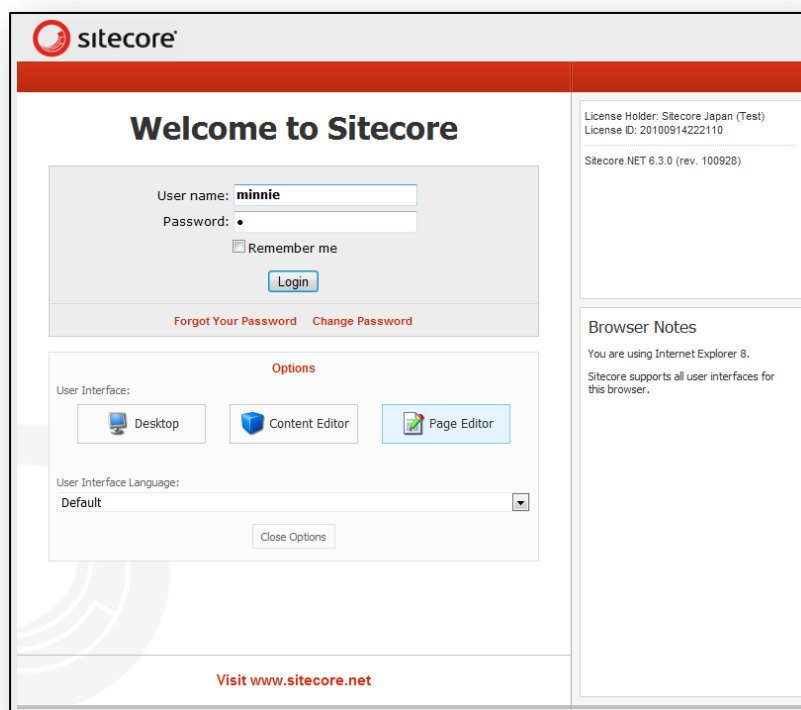 sitecore
Welcome to Sitecore
User name: minnie
Password: •
Remember me
Login
Forgot Your Password Change Password
Options
User Interface:
Desktop Content Editor Page Editor
User Interface Language:
Default
Close Options
Visit www.sitecore.net
License Holder: Sitecore Japan (Test)
License ID: 20100914222110
Sitecore.NET 6.3.0 (rev. 100928)
Browser Notes
You are using Internet Explorer 8.
Sitecore supports all user interfaces for
this browser.